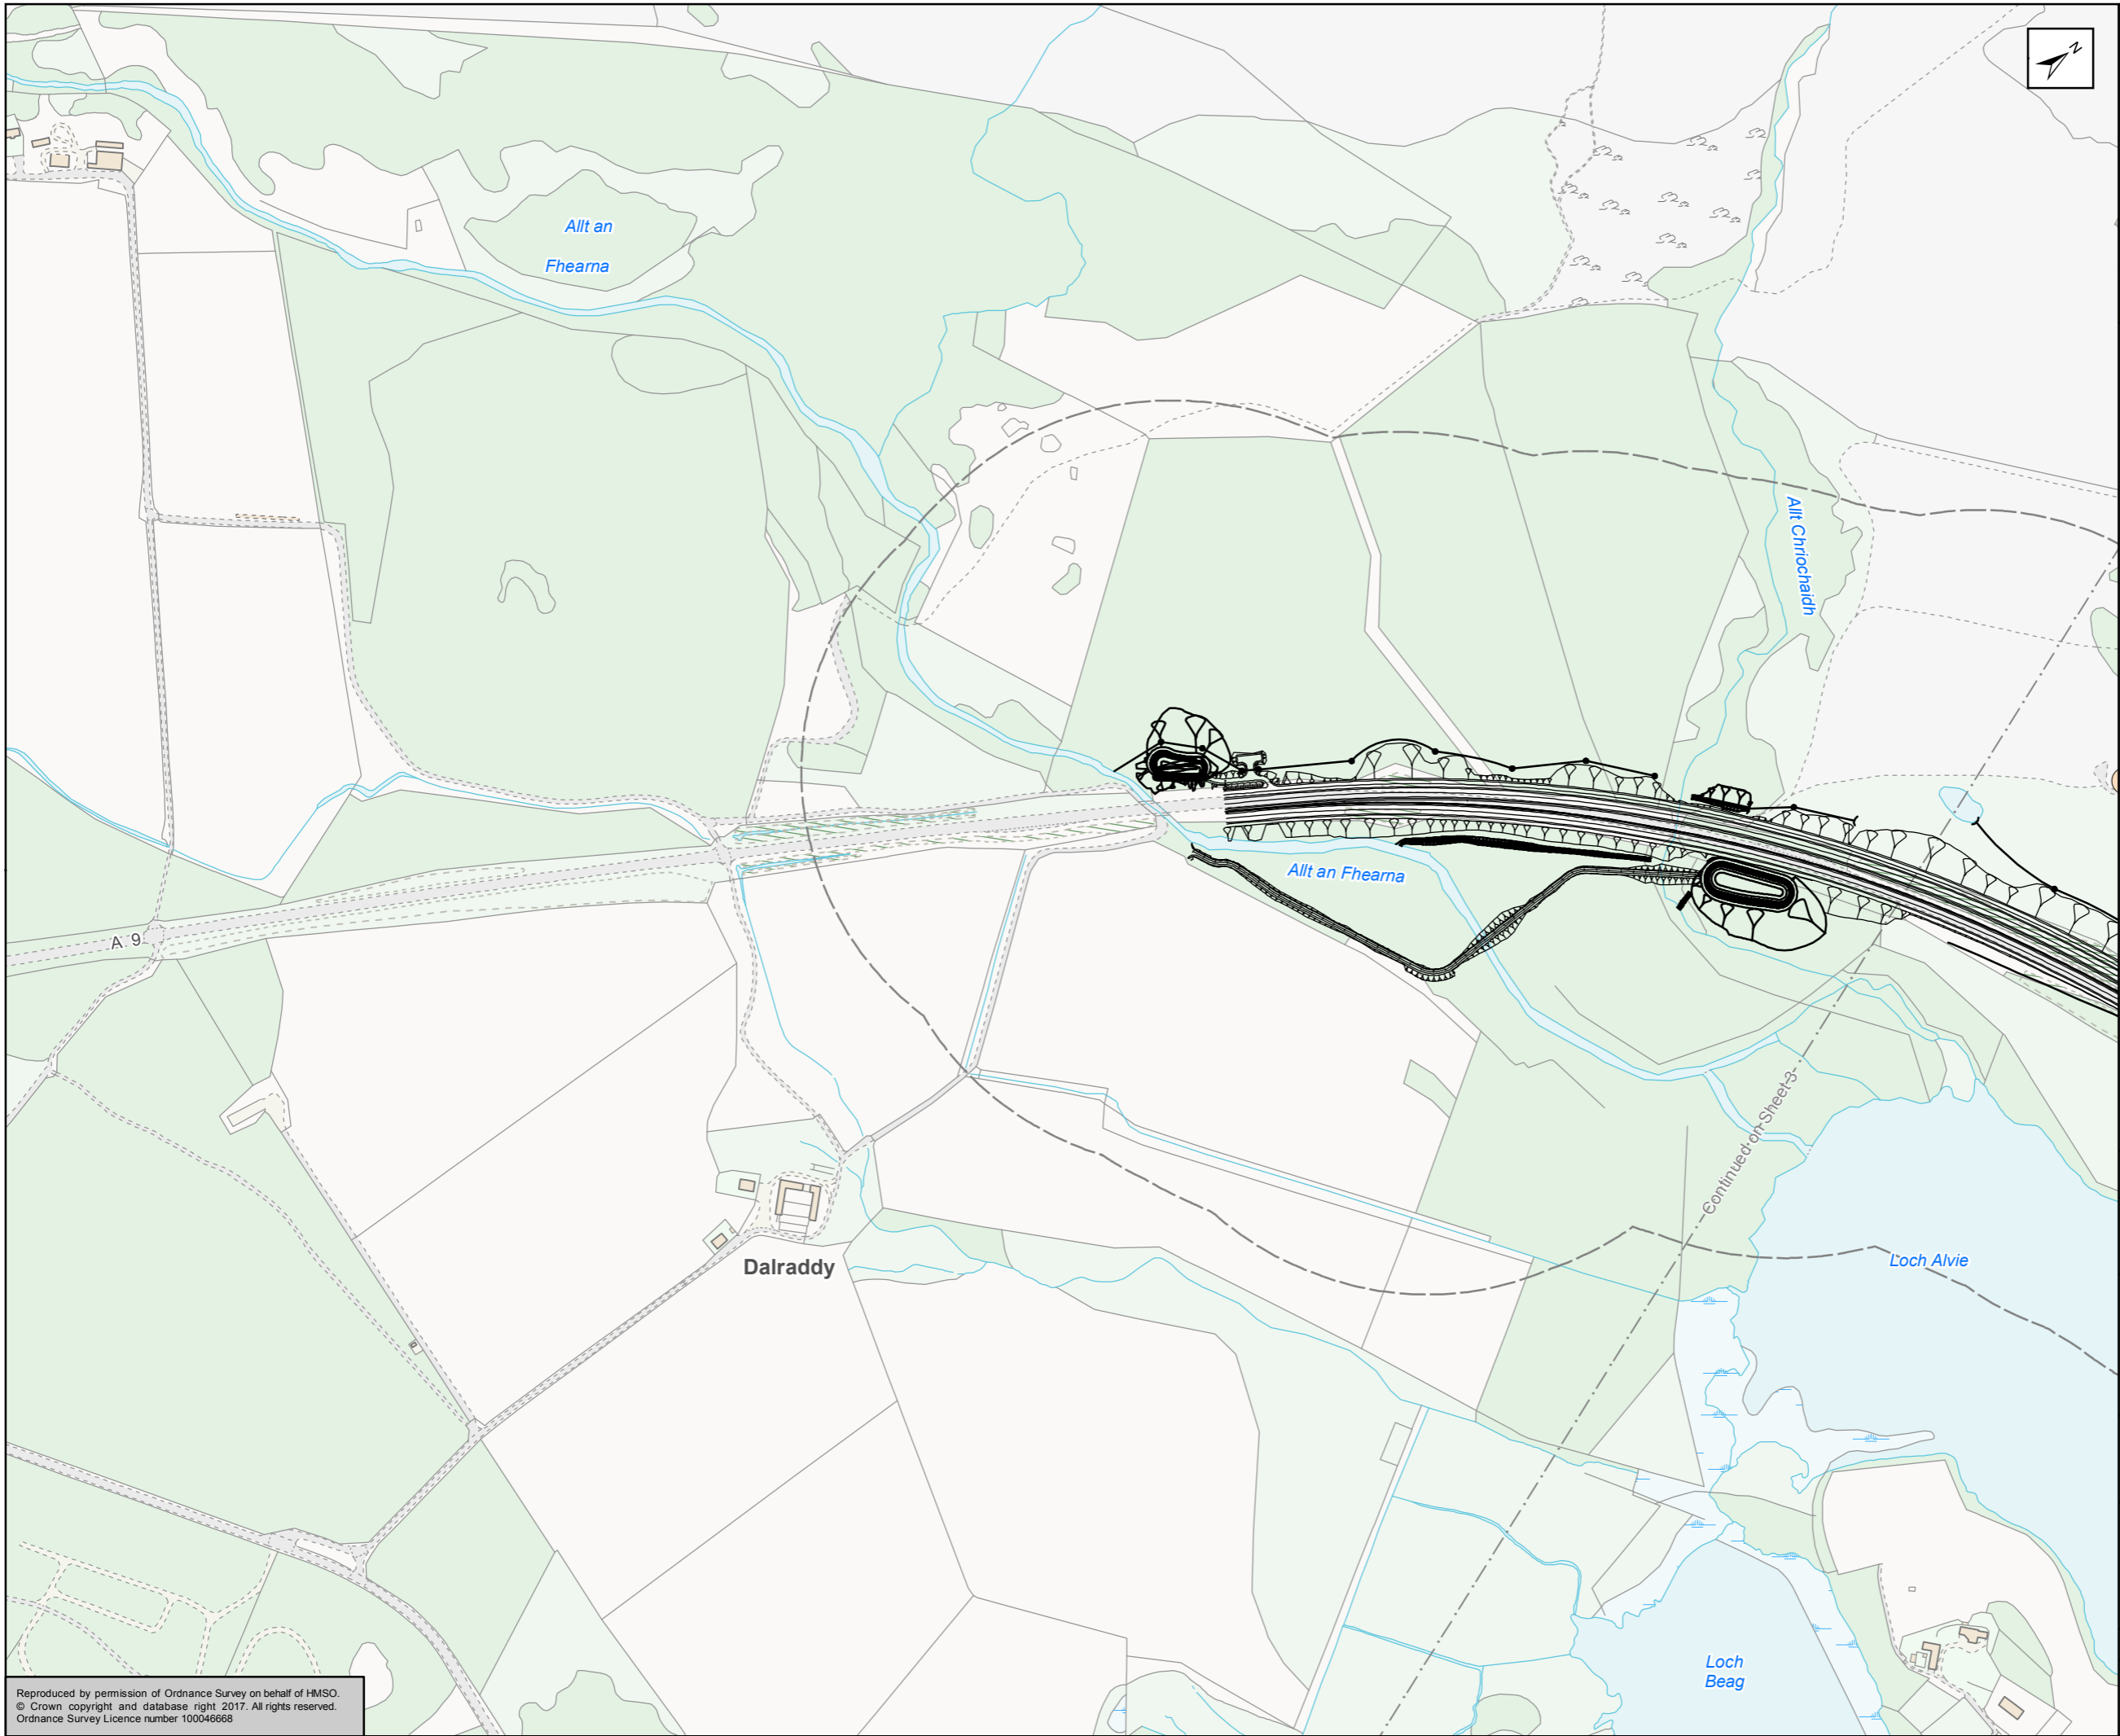 N
Allt an
Fhearna
Allt Chriochaidh
Allt an Fhearna
A 9
Continued on Sheet 3
Dalraddy
Loch Alvie
Loch
Beag
Reproduced by permission of Ordnance Survey on behalf of HMSO.
© Crown copyright and database right 2017. All rights reserved.
Ordnance Survey Licence number 100046668